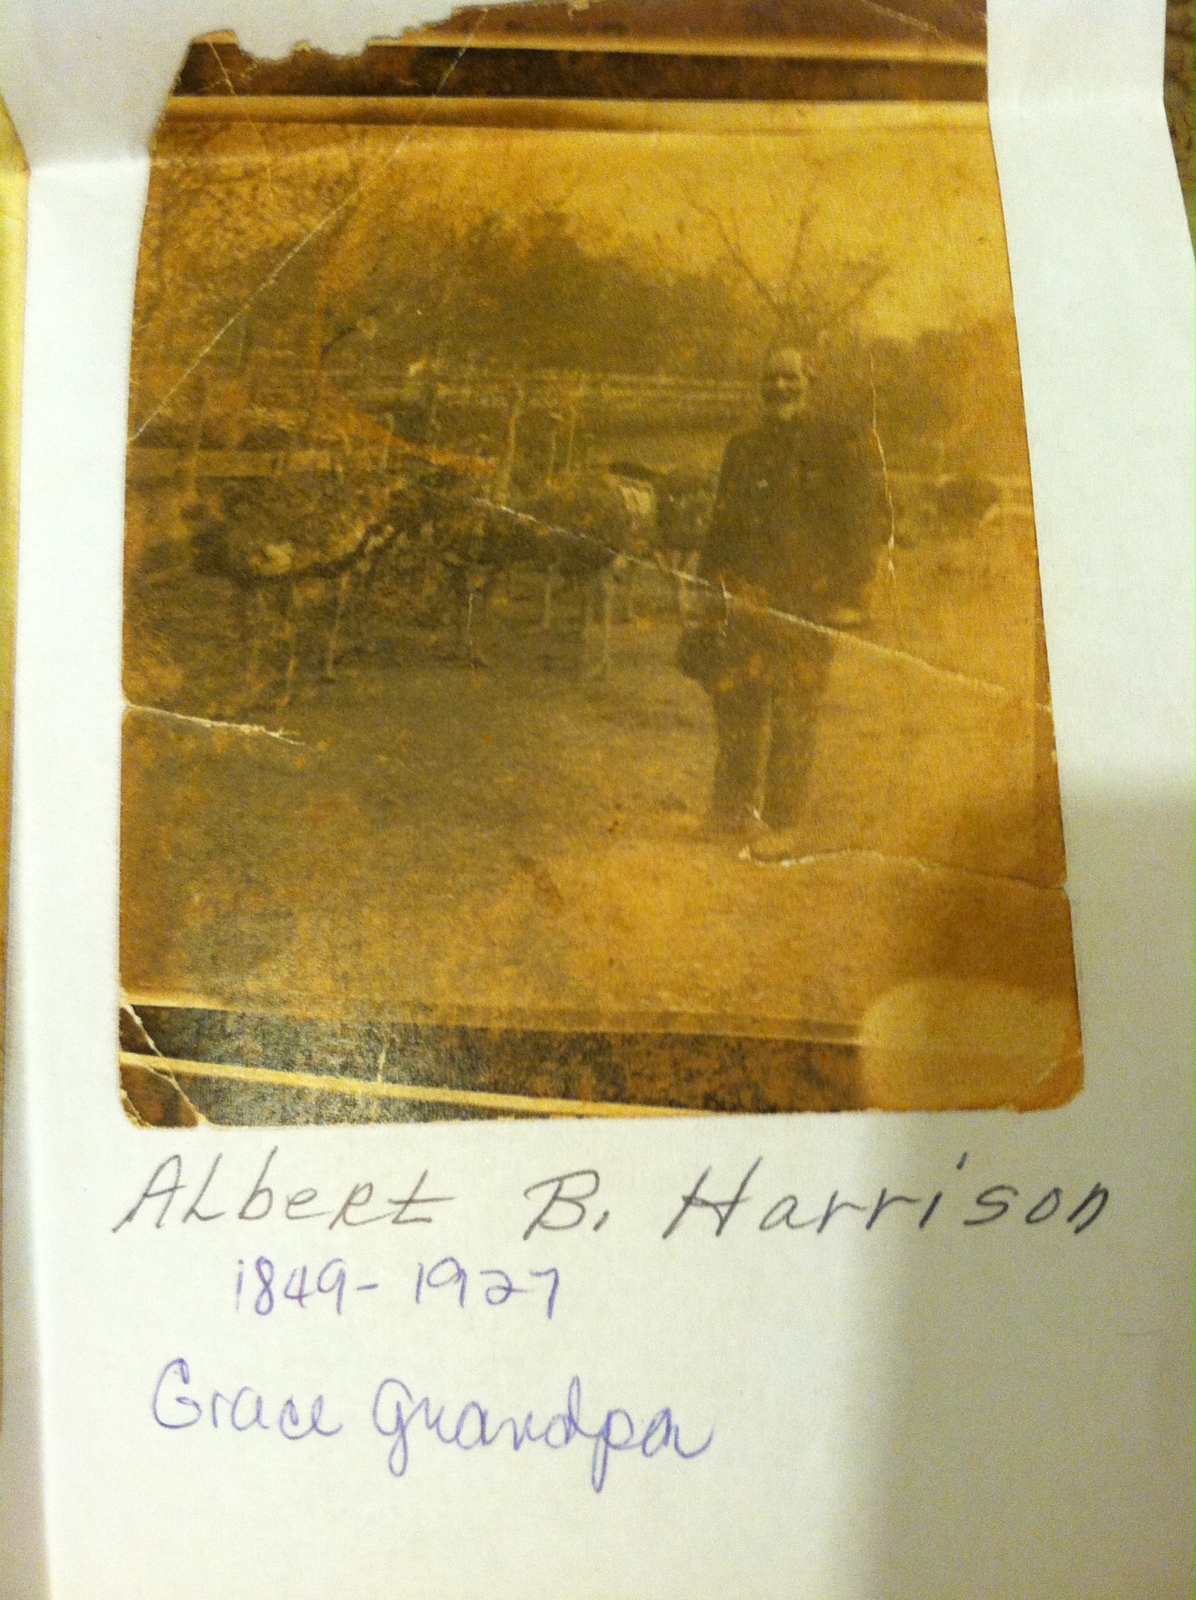 Albert B. Harrison
1849-1927
Grace Grandpa